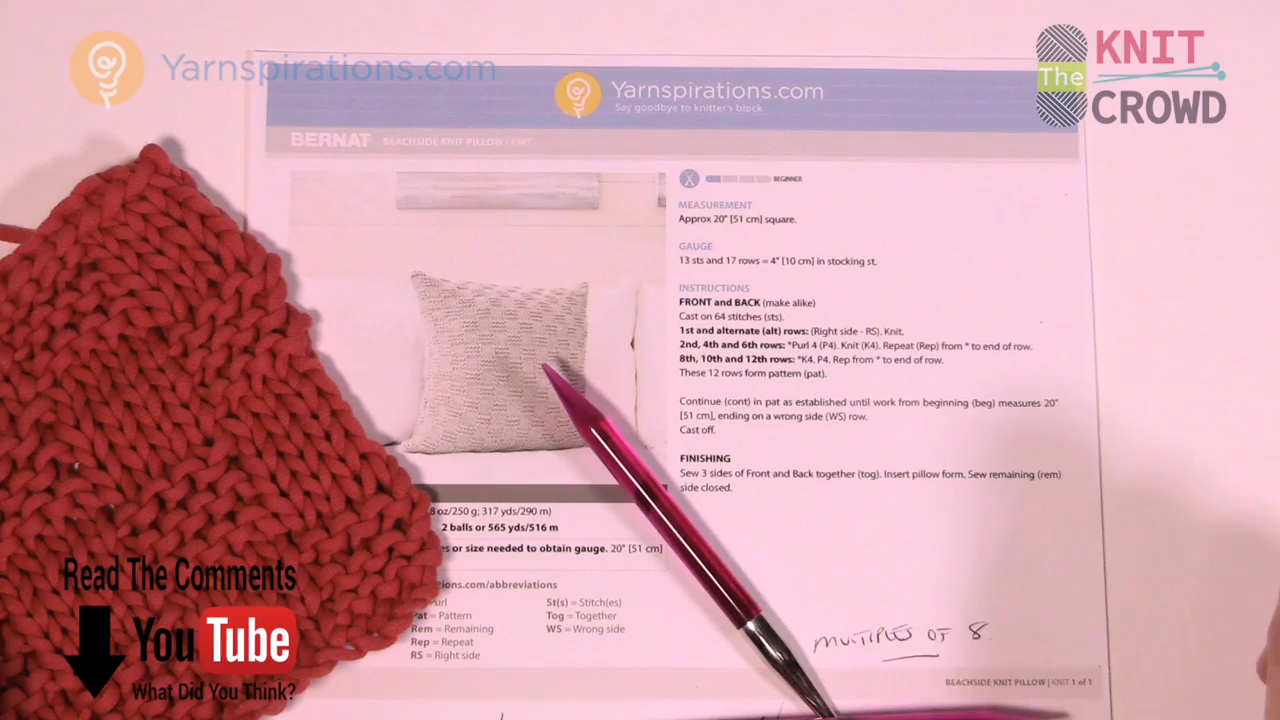 Yarnspirations.com
Yarnspirations.com
Say goodbye to knitter's block
The KNIT CROWD
BERNAT BEACHSIDE KNIT PILLOW | KNIT
BEGINNER
MEASUREMENT
Approx 20" [51 cm] square.
GAUGE
13 sts and 17 rows = 4" [10 cm] in stocking st.
INSTRUCTIONS
FRONT and BACK (make alike)
Cast on 64 stitches (sts).
1st and alternate (alt) rows: (Right side - RS). Knit.
2nd, 4th and 6th rows: *Purl 4 (P4). Knit (K4). Repeat (Rep) from * to end of row.
8th, 10th and 12th rows: *K4. P4. Rep from * to end of row.
These 12 rows form pattern (pat).
Continue (cont) in pat as established until work from beginning (beg) measures 20"
[51 cm], ending on a wrong side (WS) row.
Cast off.
FINISHING
Sew 3 sides of Front and Back together (tog). Insert pillow form. Sew remaining (rem)
side closed.
8 oz/250 g; 317 yds/290 m)
2 balls or 565 yds/516 m
or size needed to obtain gauge. 20" [51 cm]
ions.com/abbreviations
Purl
Pat = Pattern
Rem = Remaining
Rep = Repeat
RS = Right side
St(s) = Stitch(es)
Tog = Together
WS = Wrong side
MULTIPLES OF 8.
BEACHSIDE KNIT PILLOW | KNIT 1 of 1
Read The Comments
YouTube
What Did You Think?